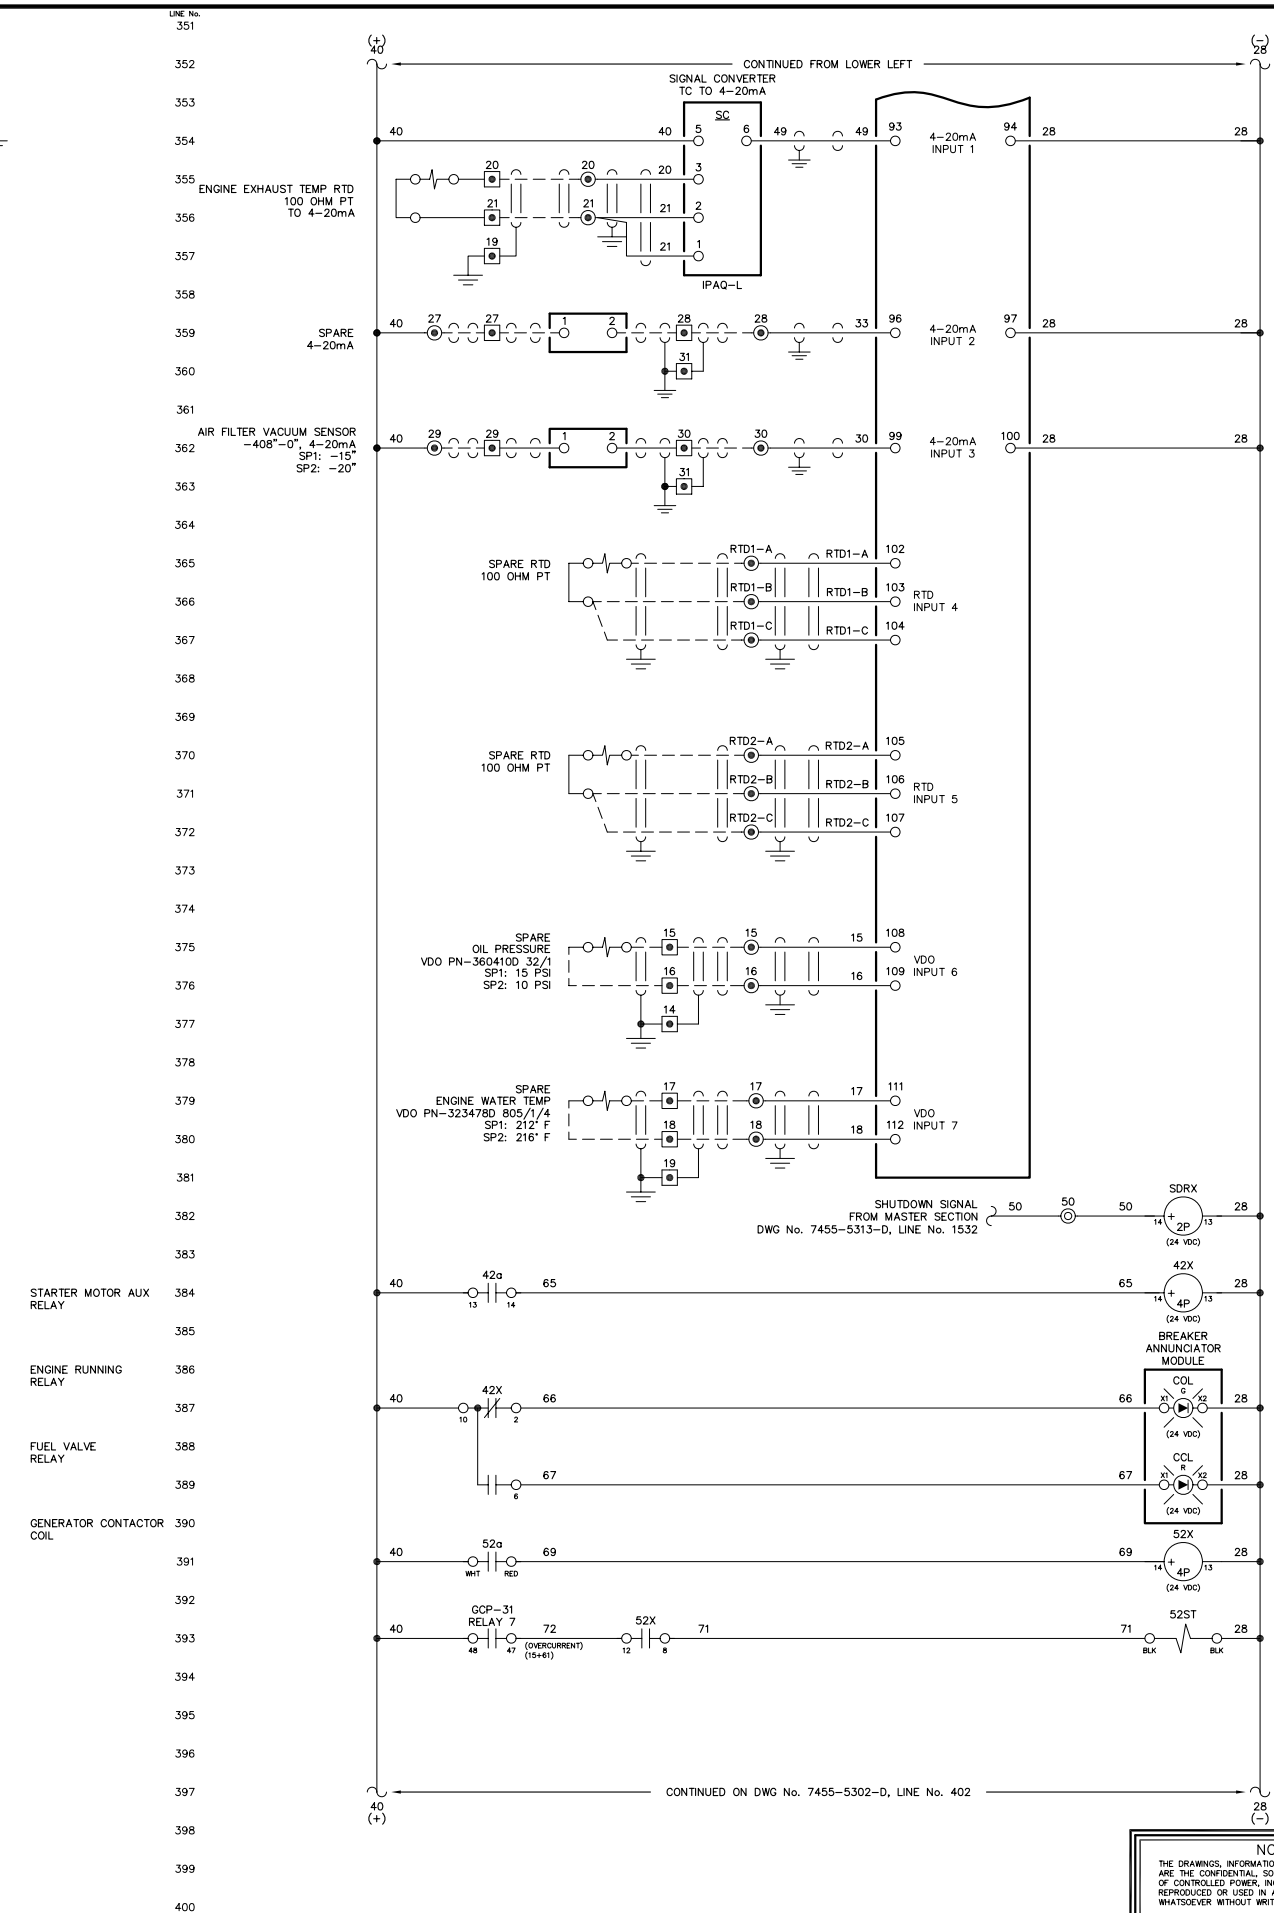 LINE No.
351
(+)
40
(-)
28
352
CONTINUED FROM LOWER LEFT
SIGNAL CONVERTER
TC TO 4-20mA
353
SC
354
40
40
5
6
49
49
93
4-20mA
INPUT 1
94
28
28
355
ENGINE EXHAUST TEMP RTD
100 OHM PT
TO 4-20mA
20
20
20
3
356
21
21
21
2
357
19
21
1
IPAQ-L
358
359
SPARE
4-20mA
40
27
27
1
2
28
28
33
96
4-20mA
INPUT 2
97
28
28
360
31
361
AIR FILTER VACUUM SENSOR
-408"-0", 4-20mA
SP1: -15"
SP2: -20"
362
40
29
29
1
2
30
30
30
99
4-20mA
INPUT 3
100
28
28
363
31
364
365
SPARE RTD
100 OHM PT
RTD1-A
RTD1-A
102
366
RTD1-B
RTD1-B
103
RTD
INPUT 4
367
RTD1-C
RTD1-C
104
368
369
370
SPARE RTD
100 OHM PT
RTD2-A
RTD2-A
105
371
RTD2-B
RTD2-B
106
RTD
INPUT 5
372
RTD2-C
RTD2-C
107
373
374
375
SPARE
OIL PRESSURE
VDO PN-360410D 32/1
SP1: 15 PSI
SP2: 10 PSI
15
15
15
108
VDO
INPUT 6
376
16
16
16
109
377
14
378
379
SPARE
ENGINE WATER TEMP
VDO PN-323478D 805/1/4
SP1: 212° F
SP2: 216° F
17
17
17
111
VDO
INPUT 7
380
18
18
18
112
381
19
382
SHUTDOWN SIGNAL
FROM MASTER SECTION
DWG No. 7455-5313-D, LINE No. 1532
50
50
50
SDRX
14
+
2P
13
28
(24 VDC)
383
STARTER MOTOR AUX
RELAY
384
40
42a
13
14
65
65
42X
14
+
4P
13
28
(24 VDC)
385
BREAKER
ANNUNCIATOR
MODULE
ENGINE RUNNING
RELAY
386
387
40
42X
10
2
66
66
COL
G
X1
X2
28
(24 VDC)
FUEL VALVE
RELAY
388
389
6
67
67
CCL
R
X1
X2
28
(24 VDC)
GENERATOR CONTACTOR
COIL
390
391
40
52a
WHT
RED
69
69
52X
14
+
4P
13
28
(24 VDC)
392
393
40
GCP-31
RELAY 7
48
47
72
(OVERCURRENT)
(15+61)
52X
12
8
71
71
52ST
BLK
BLK
28
394
395
396
397
CONTINUED ON DWG No. 7455-5302-D, LINE No. 402
40
(+)
28
(-)
398
399
400
THE DRAWINGS,
ARE THE CONFIDENTIAL,
OF CONTROLLED POWER,
REPRODUCED OR USED IN
WHATSOEVER WITHOUT